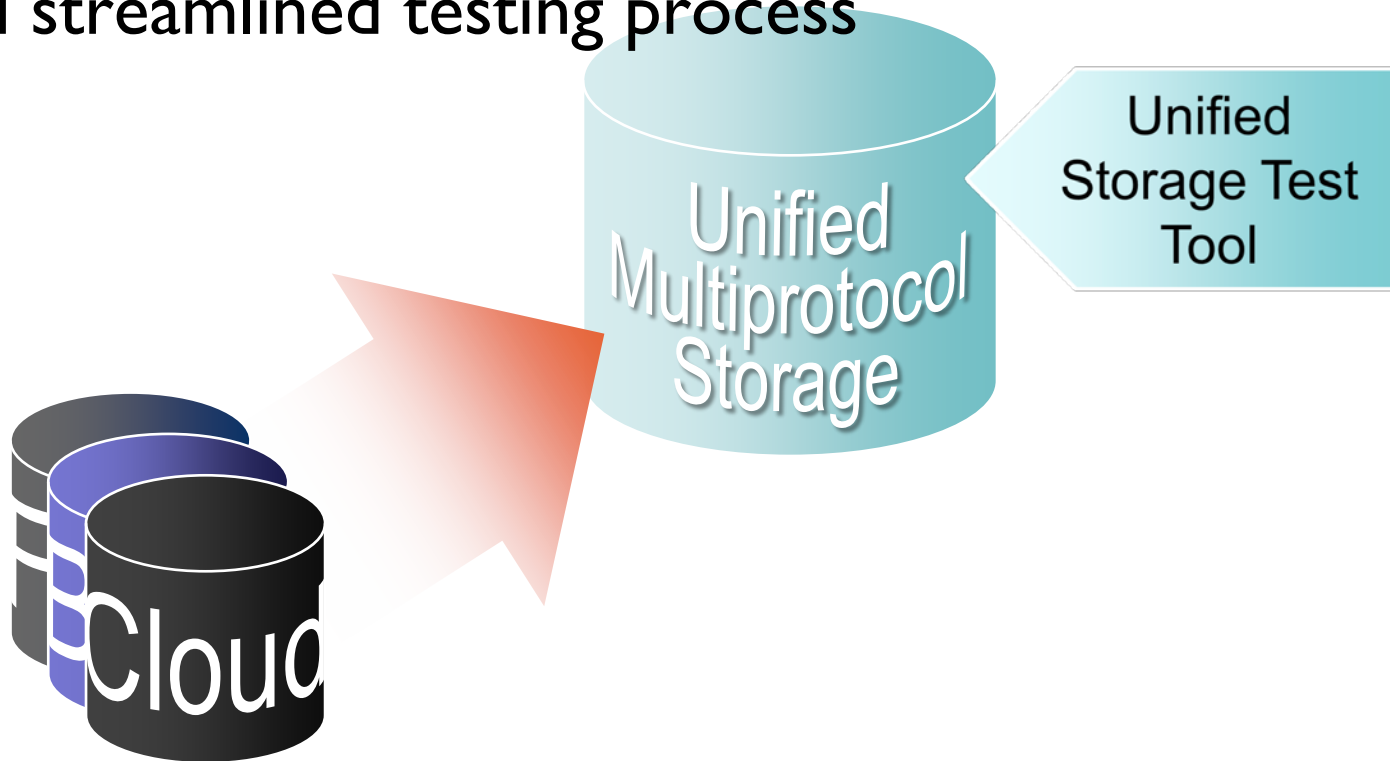 streamlined testing process
Unified
Storage Test
Tool
Unified
Multiprotocol
Storage
Cloud